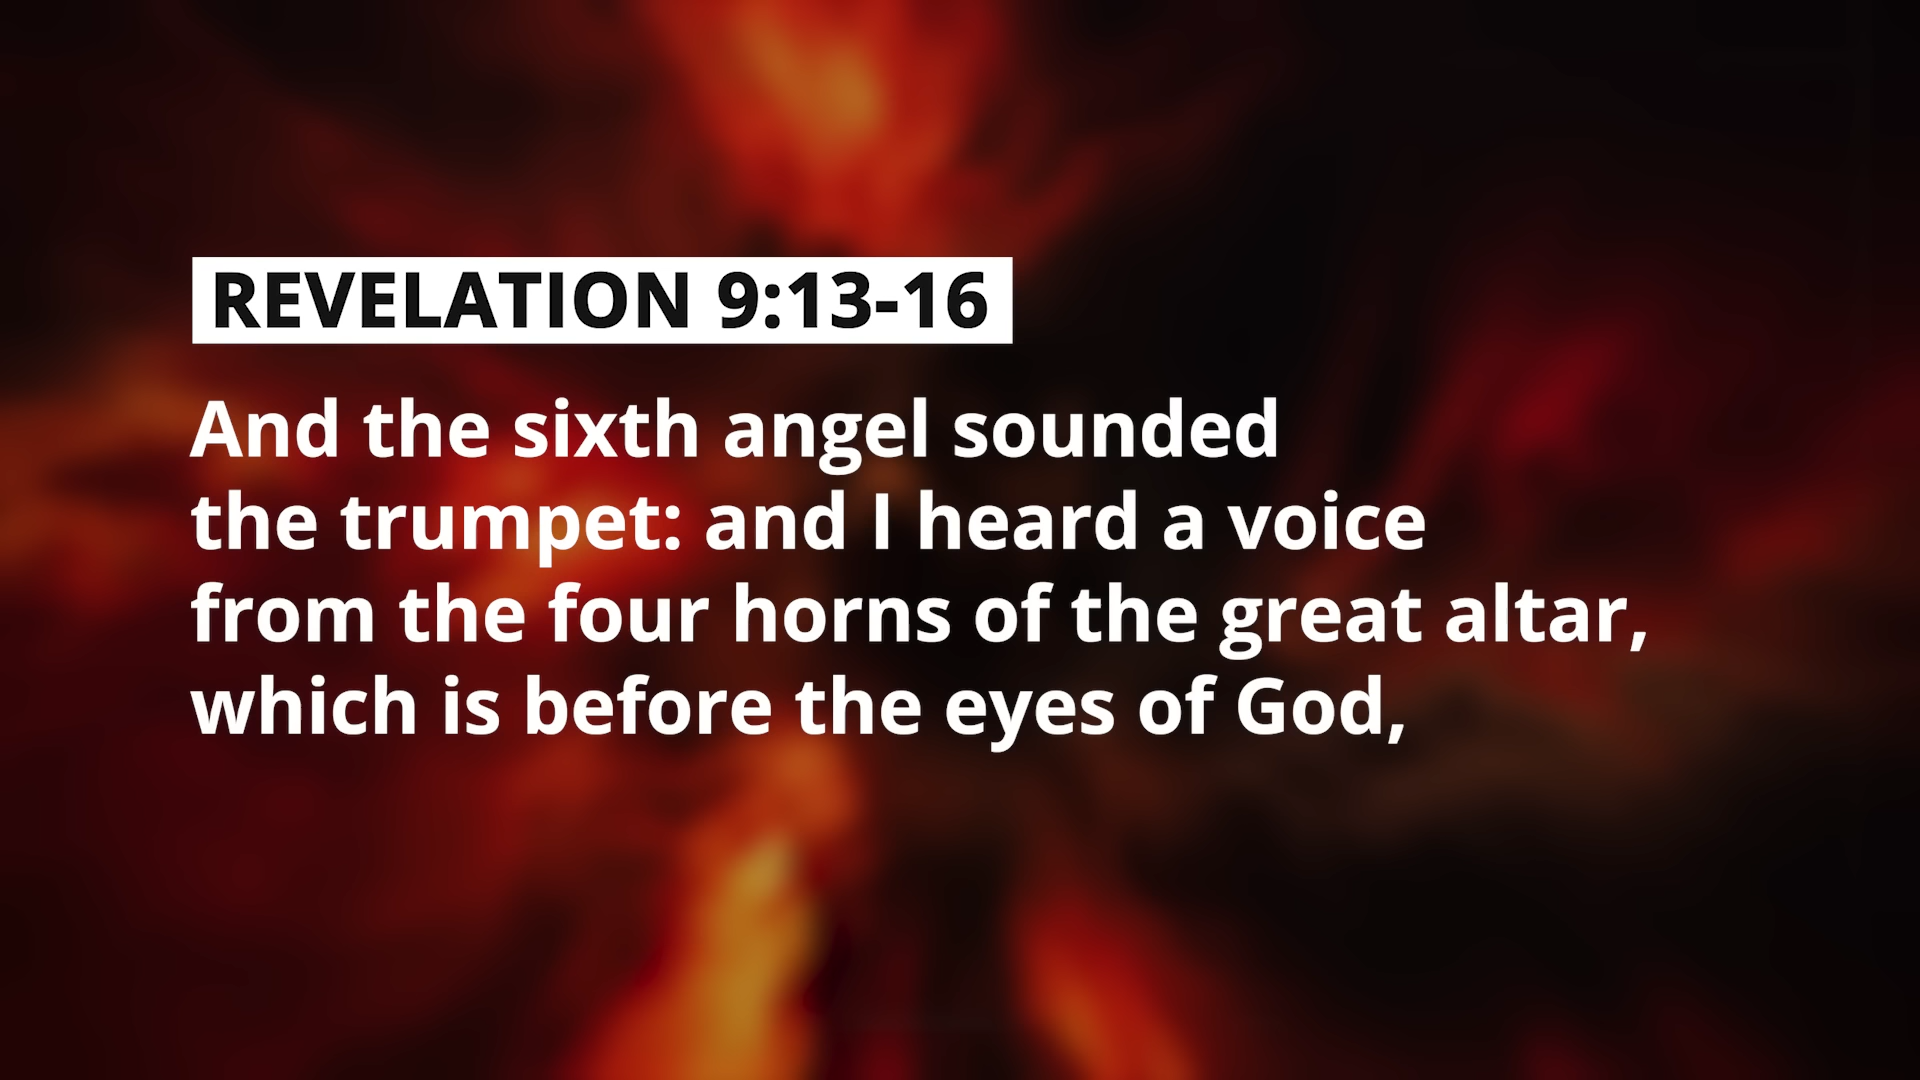 REVELATION 9:13-16
And the sixth angel sounded
the trumpet: and I heard a voice
from the four horns of the great altar,
which is before the eyes of God,